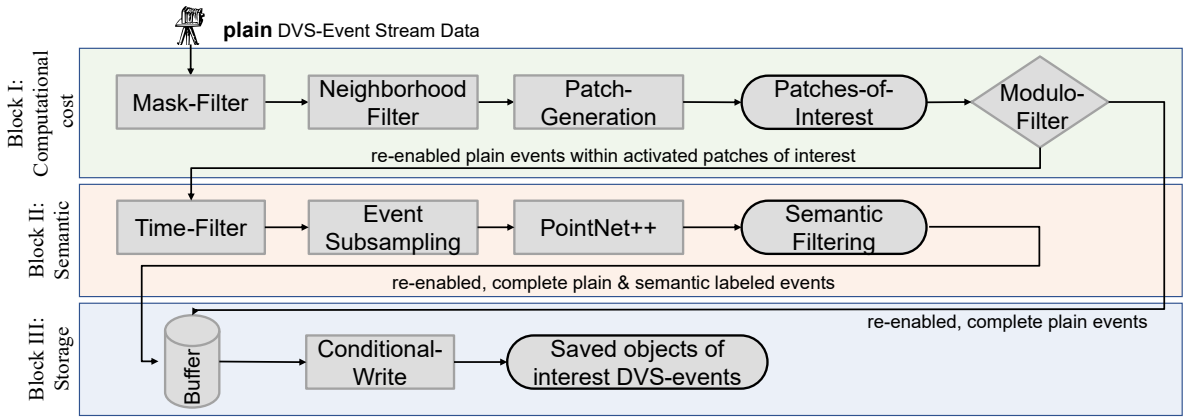 plain DVS-Event Stream Data
Block I:
Computational
cost
Mask-Filter
Neighborhood
Filter
Patch-
Generation
Patches-of-
Interest
Modulo-
Filter
re-enabled plain events within activated patches of interest
Block II:
Semantic
Time-Filter
Event
Subsampling
PointNet++
Semantic
Filtering
re-enabled, complete plain & semantic labeled events
re-enabled, complete plain events
Block III:
Storage
Buffer
Conditional-
Write
Saved objects of
interest DVS-events